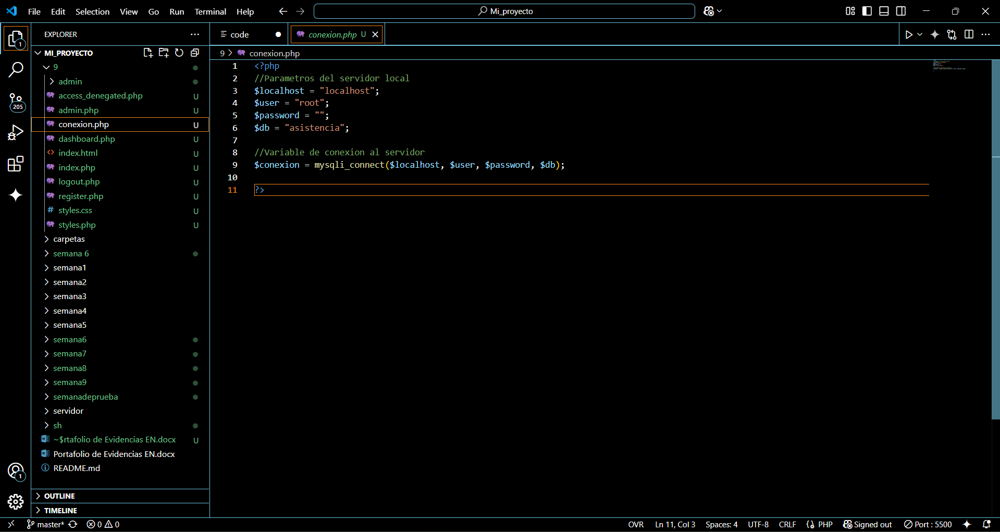 File Edit Selection View Go Run Terminal Help Mi_proyecto
EXPLORER ···
MI_PROYECTO
9
admin
access_denegated.php U
admin.php U
conexion.php U
dashboard.php U
index.html U
index.php U
logout.php U
register.php U
styles.css U
styles.php U
carpetas
semana 6
semana1
semana2
semana3
semana4
semana5
semana6
semana7
semana8
semana9
semanadeprueba
servidor
sh
~$rtafolio de Evidencias EN.docx U
Portafolio de Evidencias EN.docx
README.md
OUTLINE
TIMELINE
1
205
1
code
conexion.php U
9 > conexion.php
1 <?php
2 //Parametros del servidor local
3 $localhost = "localhost";
4 $user = "root";
5 $password = "";
6 $db = "asistencia";
7
8 //Variable de conexion al servidor
9 $conexion = mysqli_connect($localhost, $user, $password, $db);
10
11 ?>
master* 0 0 OVR Ln 11, Col 3 Spaces: 4 UTF-8 CRLF PHP Signed out Port : 5500